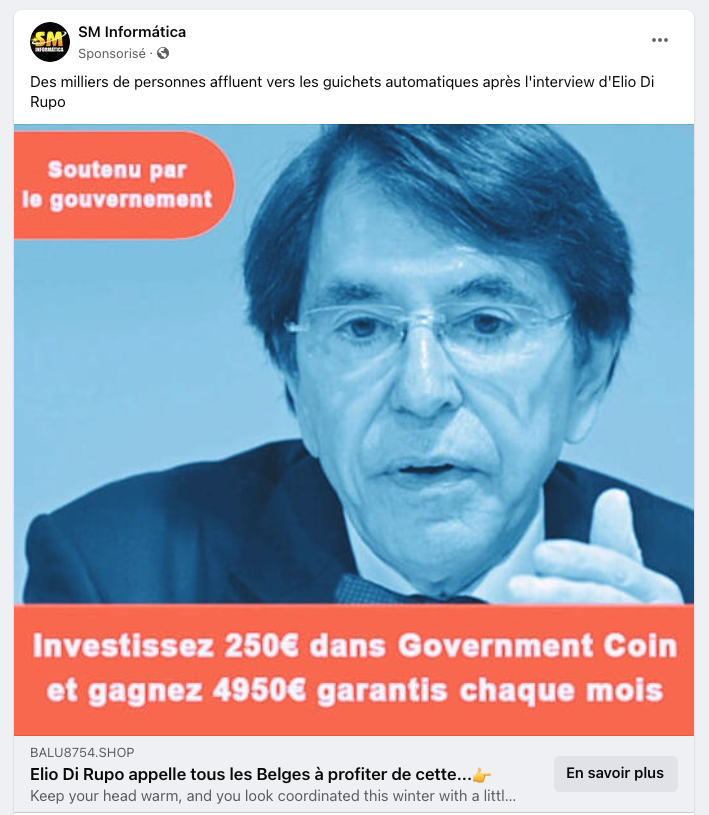 SM
INFORMÁTICA
SM Informática
Sponsorisé ·
Des milliers de personnes affluent vers les guichets automatiques après l'interview d'Elio Di
Rupo
Soutenu par
le gouvernement
Investissez 250€ dans Government Coin
et gagnez 4950€ garantis chaque mois
BALU8754.SHOP
Elio Di Rupo appelle tous les Belges à profiter de cette...👉
Keep your head warm, and you look coordinated this winter with a littl...
En savoir plus